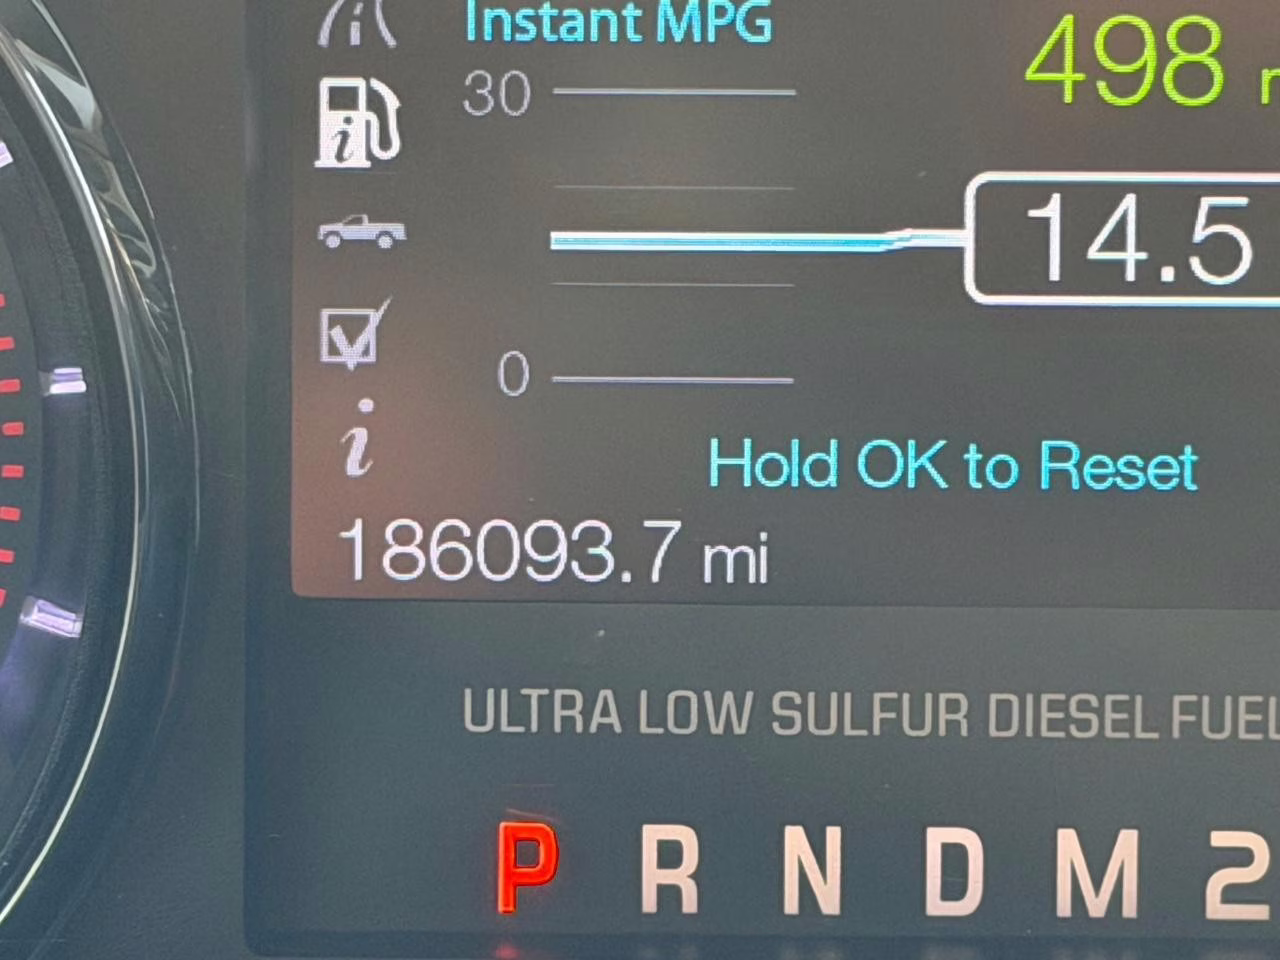 Instant MPG
498
30
14.5
0
Hold OK to Reset
186093.7 mi
ULTRA LOW SULFUR DIESEL FUEL
P R N D M 2